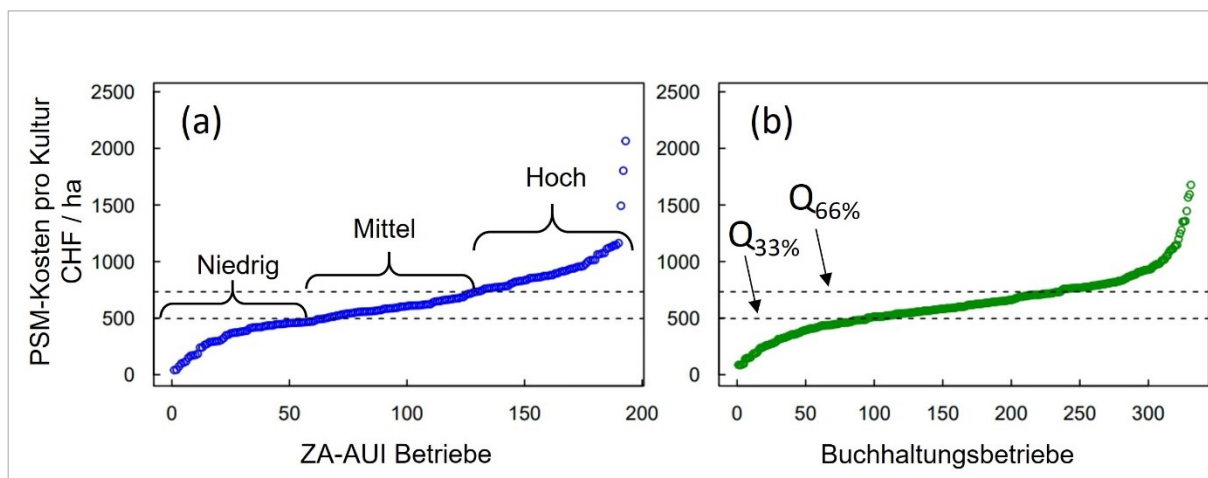 (a)
(b)
PSM-Kosten pro Kultur
CHF / ha
2500
2000
1500
1000
500
0
Niedrig
Mittel
Hoch
0 50 100 150 200
ZA-AUI Betriebe
2500
2000
1500
1000
500
0
Q33%
Q66%
0 50 100 150 200 250 300
Buchhaltungsbetriebe